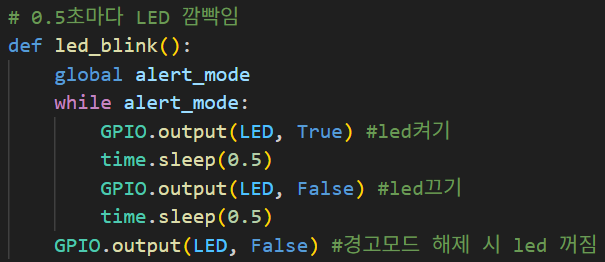 # 0.5초마다 LED 깜빡임
def led_blink():
    global alert_mode
    while alert_mode:
        GPIO.output(LED, True) #led켜기
        time.sleep(0.5)
        GPIO.output(LED, False) #led끄기
        time.sleep(0.5)
    GPIO.output(LED, False) #경고모드 해제 시 led 꺼짐